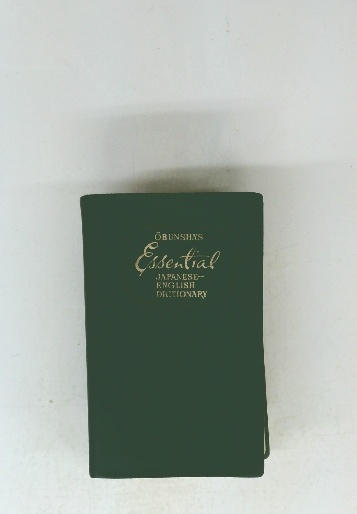 ŌBUNSHA'S
Essential
JAPANESE—
ENGLISH
DICTIONARY